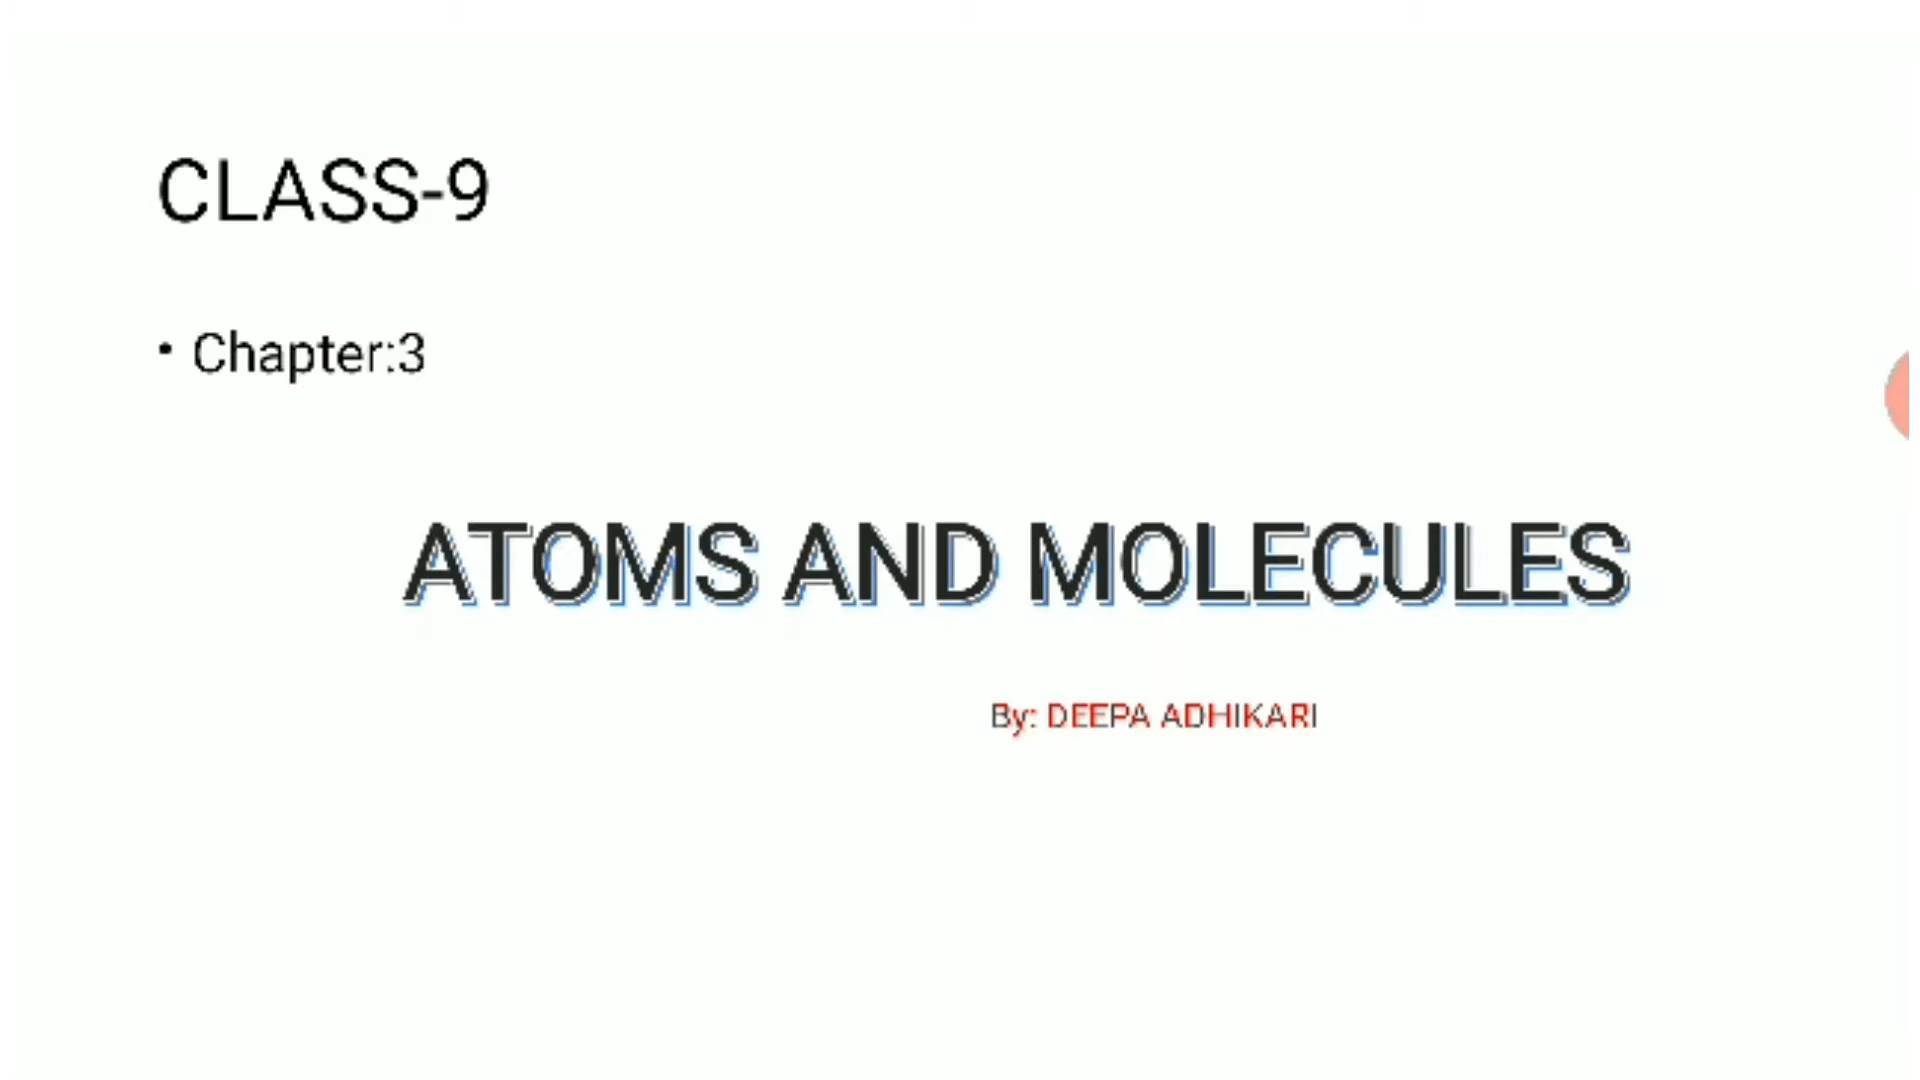 CLASS-9
• Chapter:3
ATOMS AND MOLECULES
By: DEEPA ADHIKARI